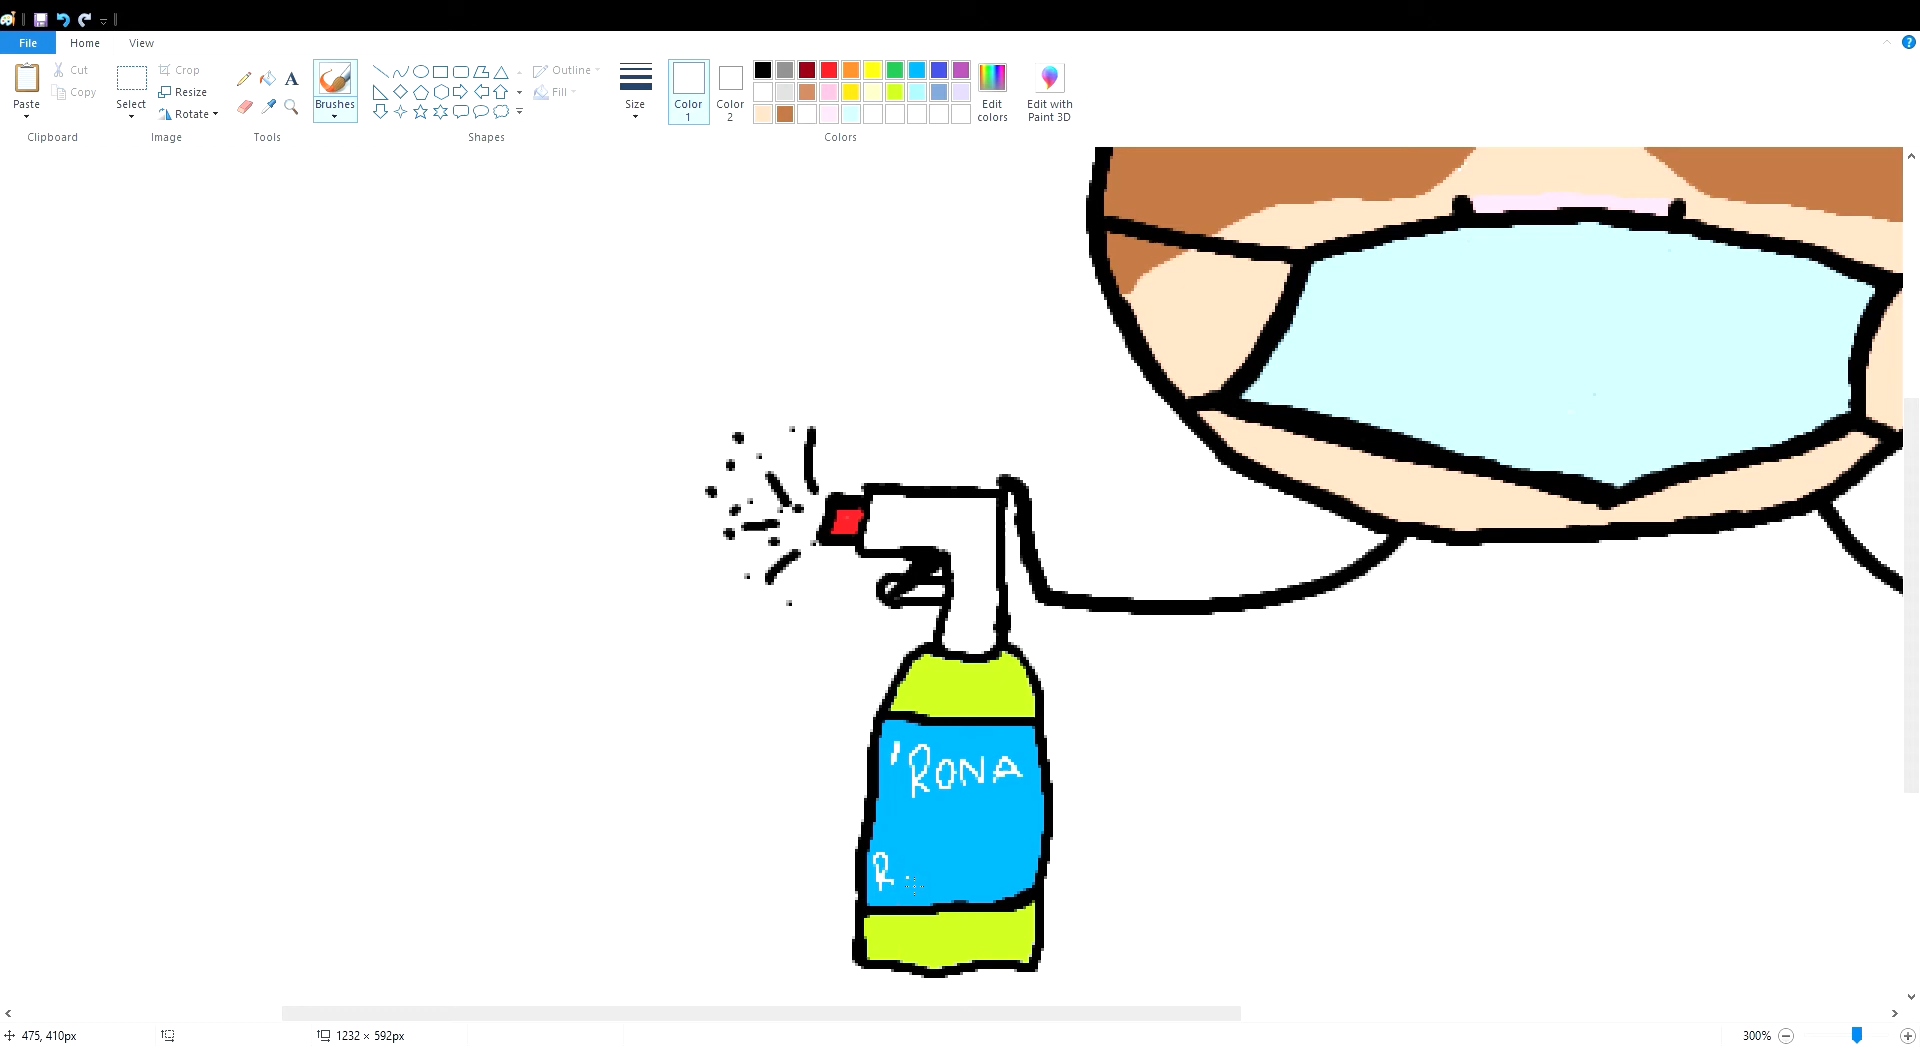 File Home View
Paste Cut Copy Select Crop Resize Rotate Brushes Outline Fill Size Color 1 Color 2 Edit colors Edit with Paint 3D
Clipboard Image Tools Shapes Colors
'RONA
R
475, 410px 1232 × 592px 300%